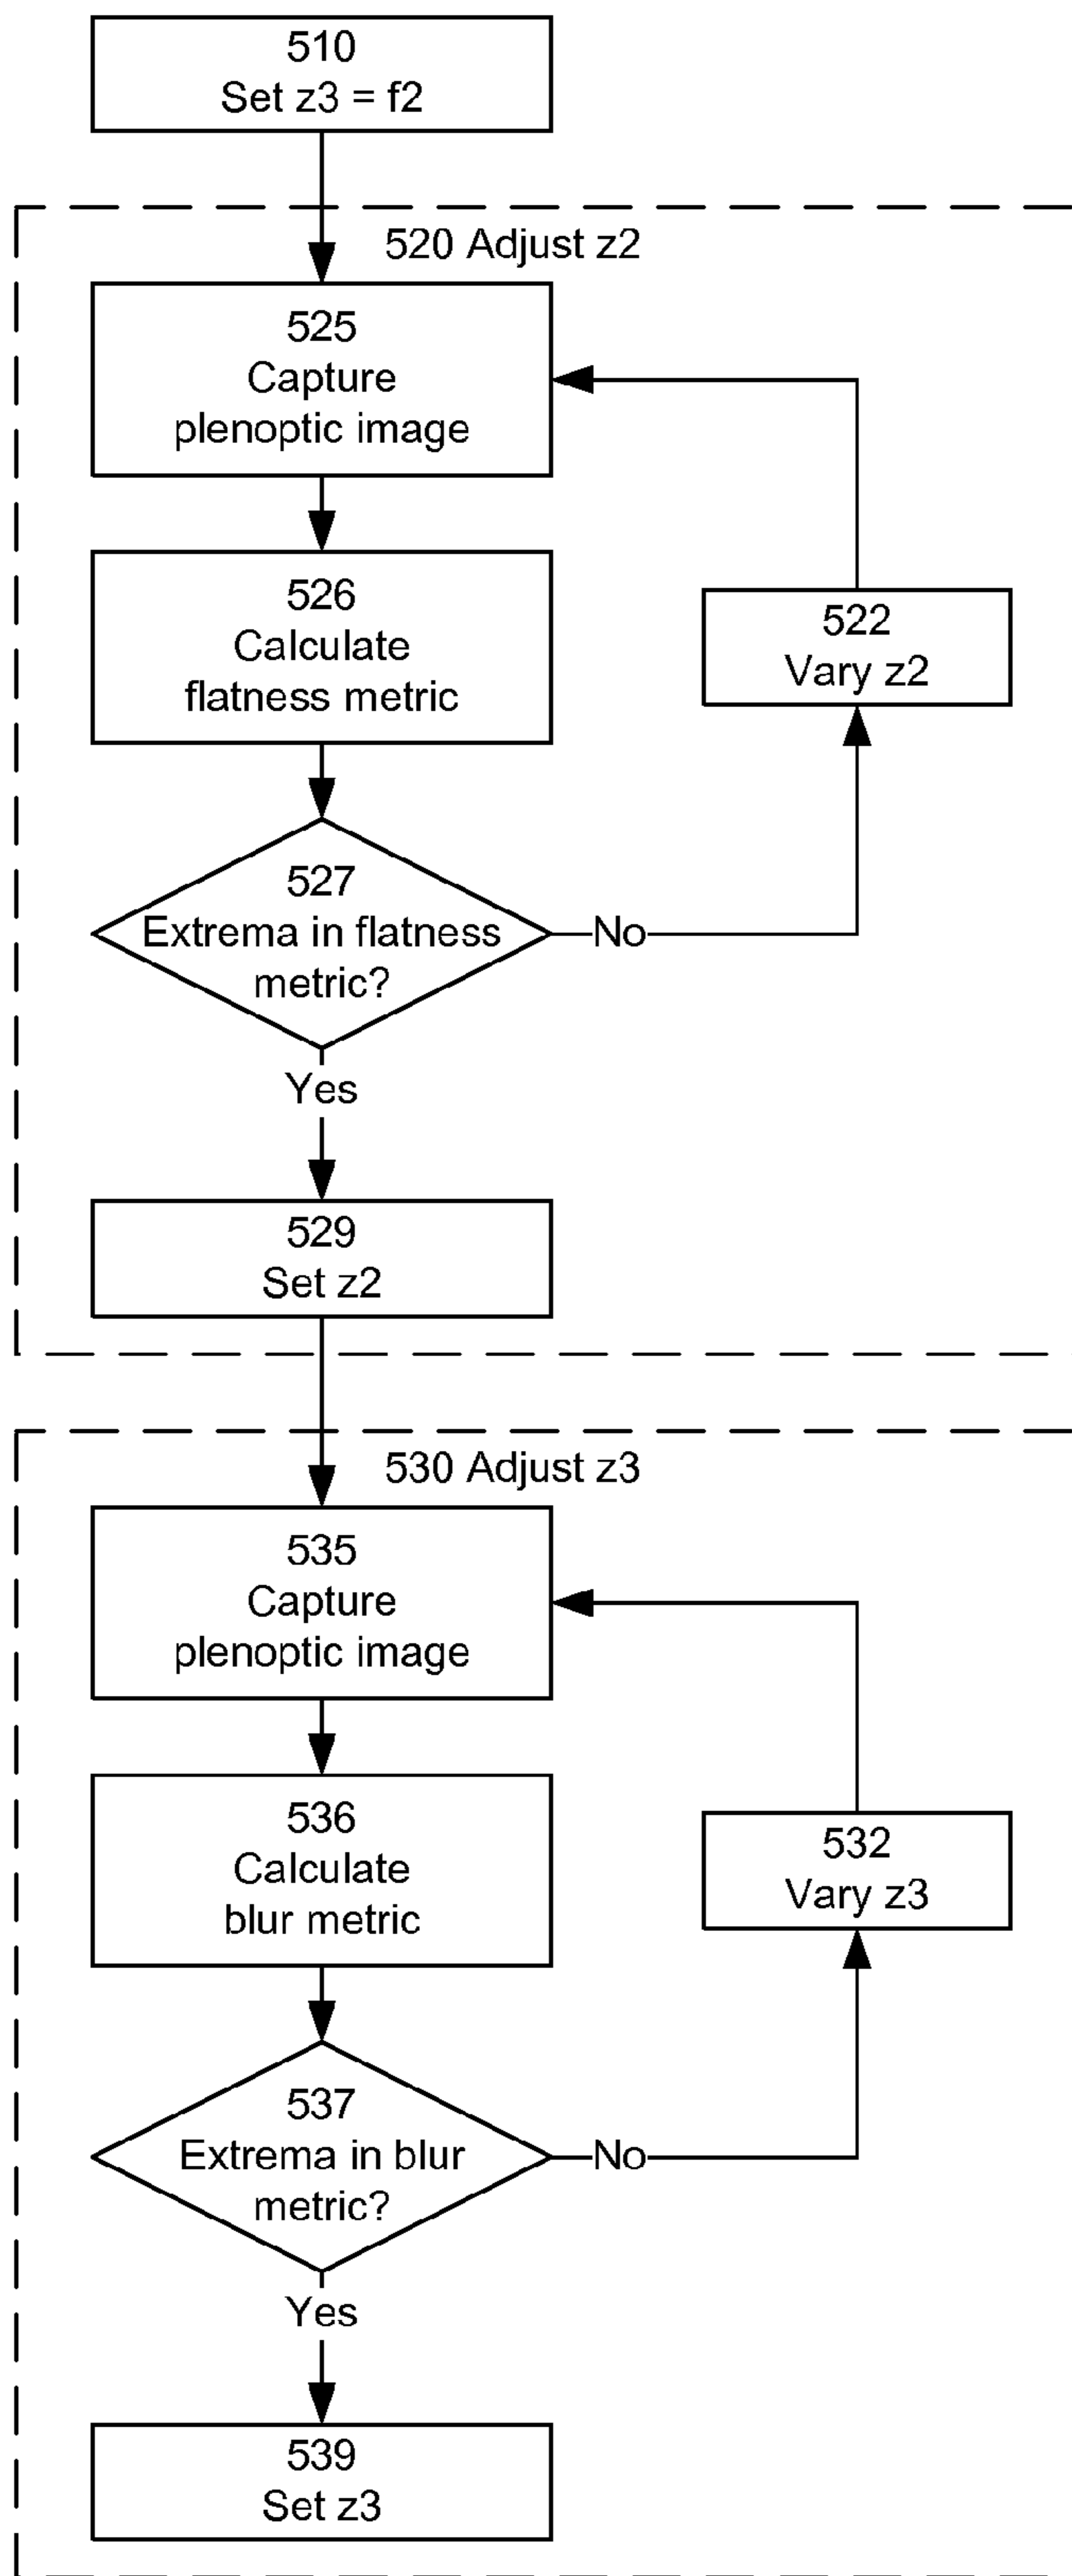 510
Set z3 = f2
520 Adjust z2
525
Capture
plenoptic image
526
Calculate
flatness metric
522
Vary z2
527
Extrema in flatness
metric?
No
Yes
529
Set z2
530 Adjust z3
535
Capture
plenoptic image
536
Calculate
blur metric
532
Vary z3
537
Extrema in blur
metric?
No
Yes
539
Set z3